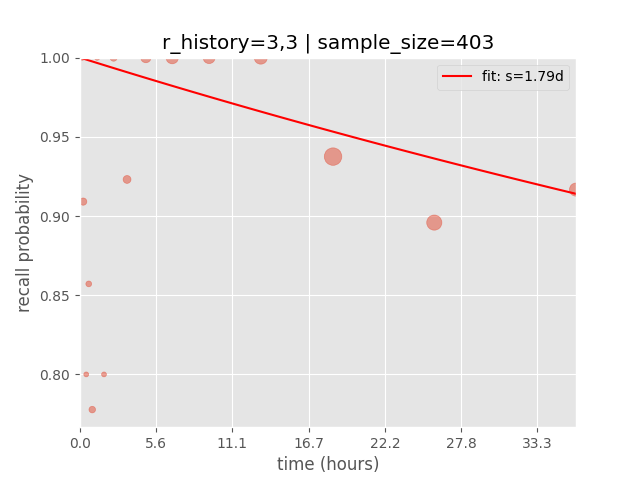 r_history=3,3 | sample_size=403
fit: s=1.79d
1.00
0.95
0.90
0.85
0.80
recall probability
0.0 5.6 11.1 16.7 22.2 27.8 33.3
time (hours)